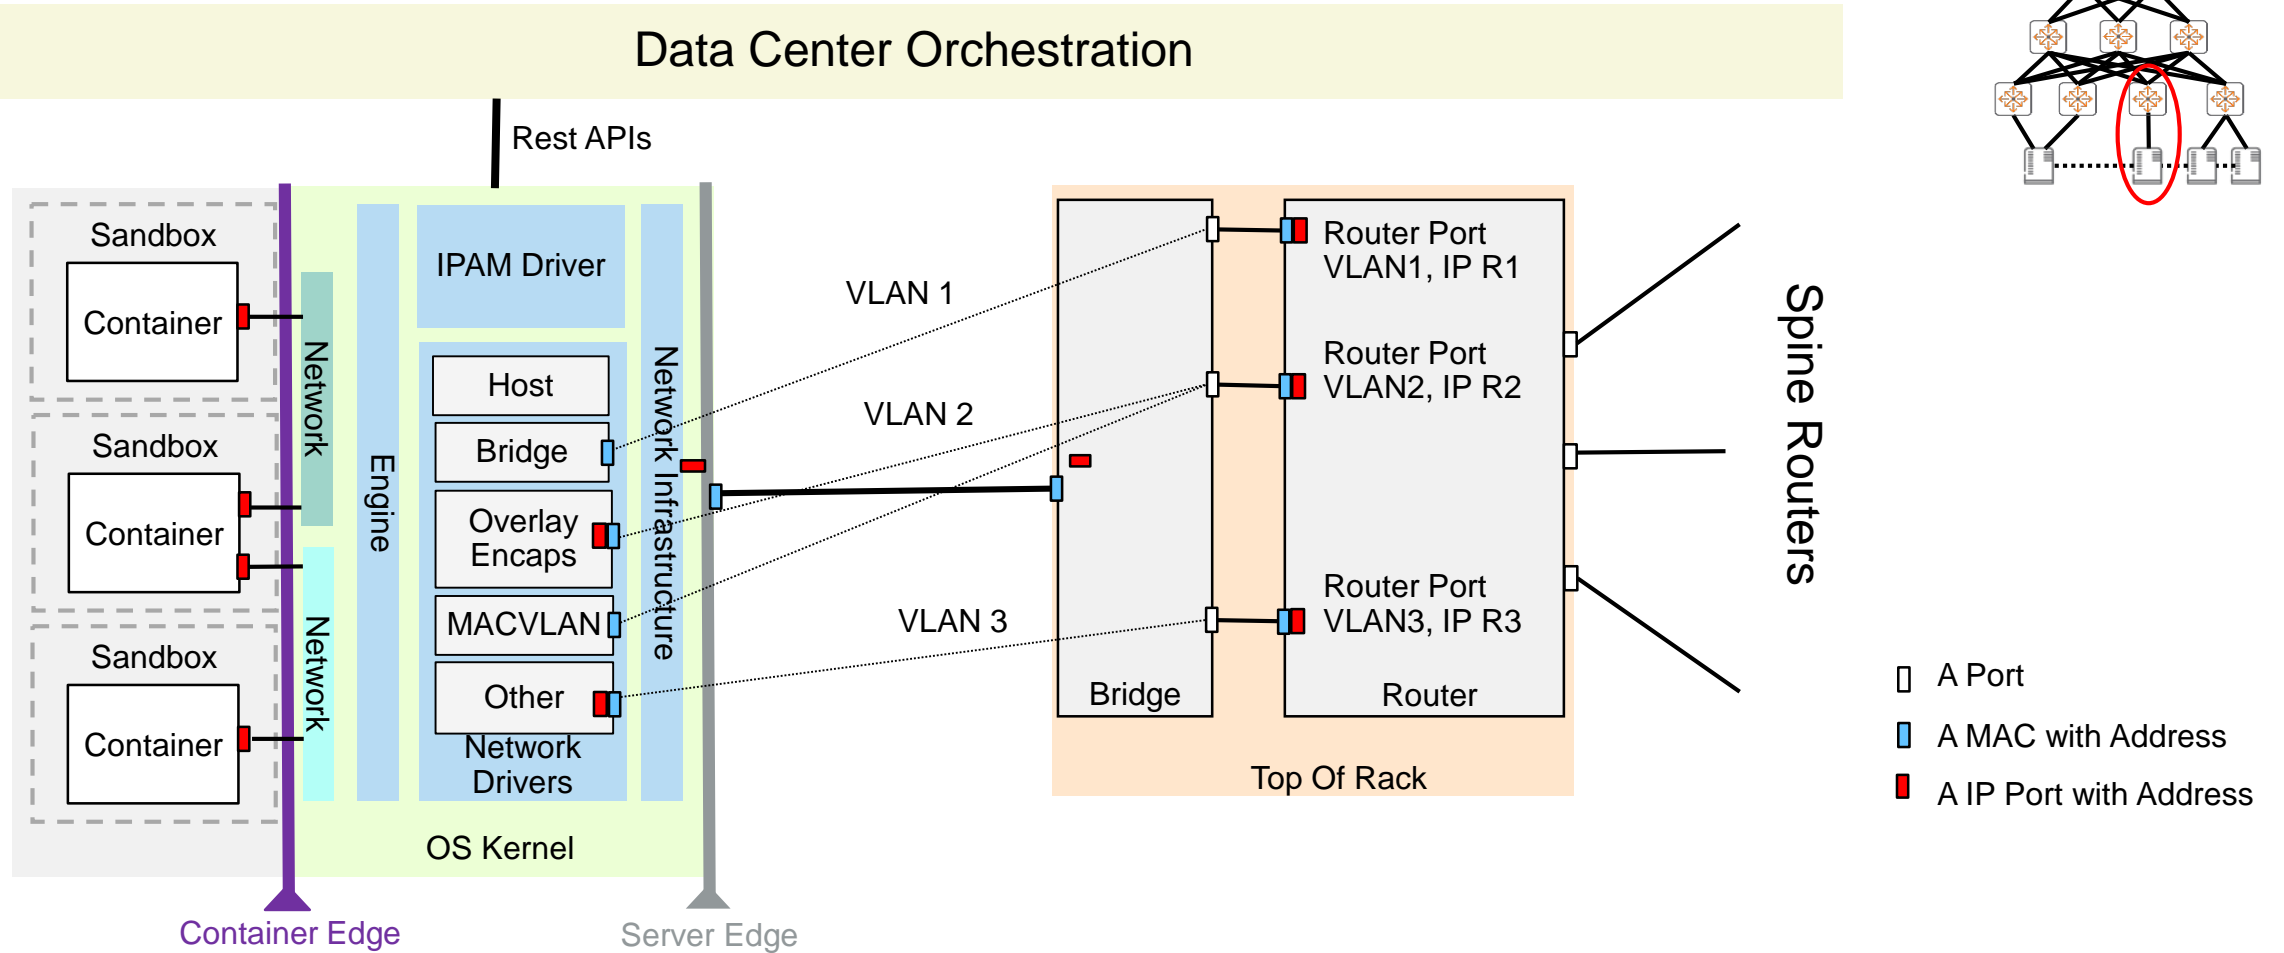 Data Center Orchestration
Rest APIs
Sandbox
Container
Sandbox
Container
Sandbox
Container
Network
Network
Engine
IPAM Driver
Host
Bridge
Overlay
Encaps
MACVLAN
Other
Network
Drivers
Network Infrastructure
OS Kernel
Container Edge
Server Edge
VLAN 1
VLAN 2
VLAN 3
Bridge
Router Port
VLAN1, IP R1
Router Port
VLAN2, IP R2
Router Port
VLAN3, IP R3
Router
Top Of Rack
Spine Routers
A Port
A MAC with Address
A IP Port with Address